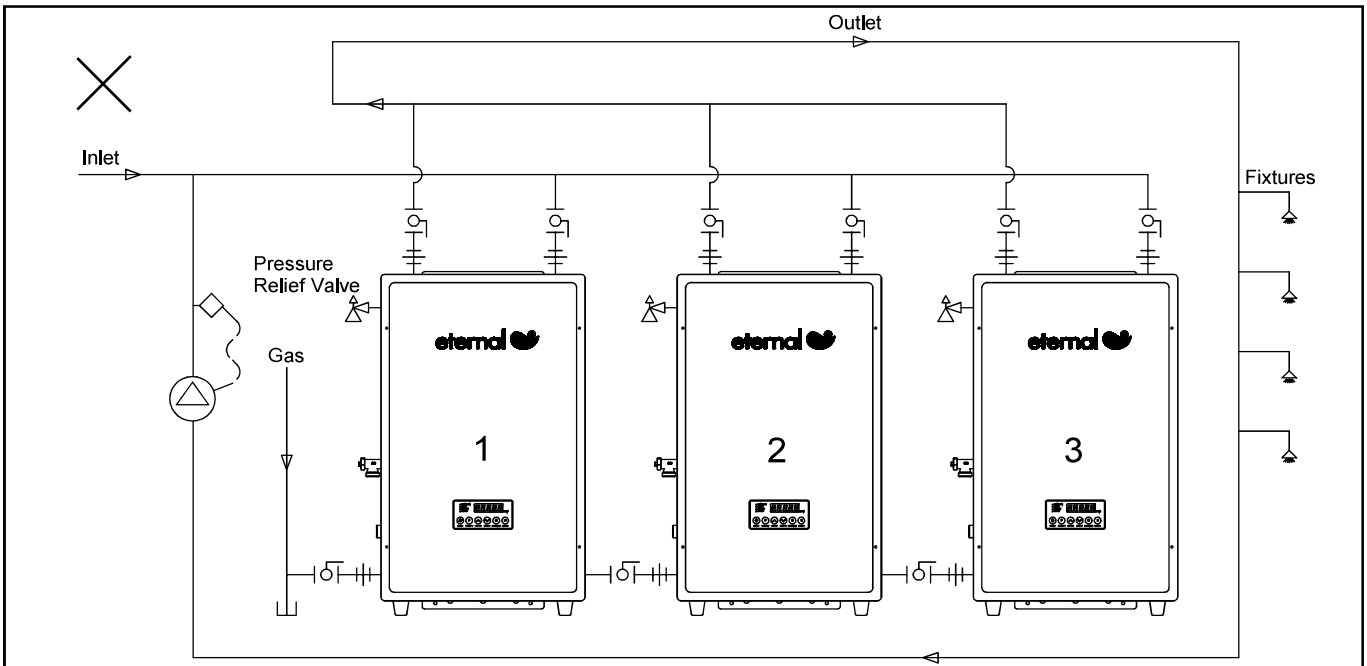 Outlet
Inlet
Fixtures
Pressure
Relief Valve
Gas
eternal
eternal
eternal
1
2
3